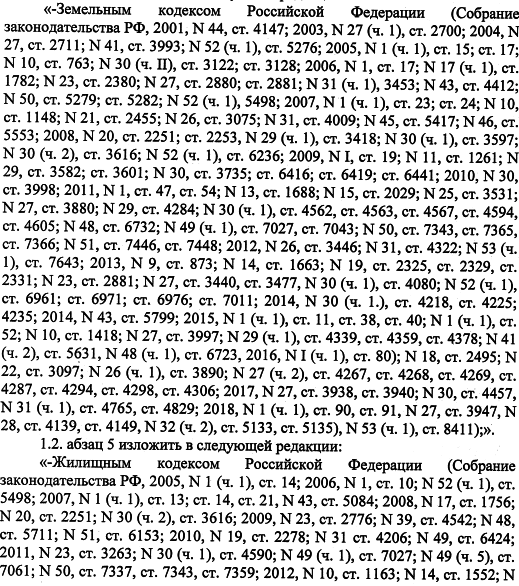 «-Земельным кодексом Российской Федерации (Собрание
законодательства РФ, 2001, N 44, ст. 4147; 2003, N 27 (ч. 1), ст. 2700; 2004, N
27, ст. 2711; N 41, ст. 3993; N 52 (ч. 1), ст. 5276; 2005, N 1 (ч. 1), ст. 15; ст. 17;
N 10, ст. 763; N 30 (ч. II), ст. 3122; ст. 3128; 2006, N 1, ст. 17; N 17 (ч. 1), ст.
1782; N 23, ст. 2380; N 27, ст. 2880; ст. 2881; N 31 (ч. 1), 3453; N 43, ст. 4412;
N 50, ст. 5279; ст. 5282; N 52 (ч. 1), 5498; 2007, N 1 (ч. 1), ст. 23; ст. 24; N 10,
ст. 1148; N 21, ст. 2455; N 26, ст. 3075; N 31, ст. 4009; N 45, ст. 5417; N 46, ст.
5553; 2008, N 20, ст. 2251; ст. 2253, N 29 (ч. 1), ст. 3418; N 30 (ч. 1), ст. 3597;
N 30 (ч. 2), ст. 3616; N 52 (ч. 1), ст. 6236; 2009, N I, ст. 19; N 11, ст. 1261; N
29, ст. 3582; ст. 3601; N 30, ст. 3735; ст. 6416; ст. 6419; ст. 6441; 2010, N 30,
ст. 3998; 2011, N 1, ст. 47, ст. 54; N 13, ст. 1688; N 15, ст. 2029; N 25, ст. 3531;
N 27, ст. 3880; N 29, ст. 4284; N 30 (ч. 1), ст. 4562, ст. 4563, ст. 4567, ст. 4594,
ст. 4605; N 48, ст. 6732; N 49 (ч. 1), ст. 7027, ст. 7043; N 50, ст. 7343, ст. 7365,
ст. 7366; N 51, ст. 7446, ст. 7448; 2012, N 26, ст. 3446; N 31, ст. 4322; N 53 (ч.
1), ст. 7643; 2013, N 9, ст. 873; N 14, ст. 1663; N 19, ст. 2325, ст. 2329, ст.
2331; N 23, ст. 2881; N 27, ст. 3440, ст. 3477, N 30 (ч. 1), ст. 4080; N 52 (ч. 1),
ст. 6961; ст. 6971; ст. 6976; ст. 7011; 2014, N 30 (ч. 1.), ст. 4218, ст. 4225;
4235; 2014, N 43, ст. 5799; 2015, N 1 (ч. 1), ст. 11, ст. 38, ст. 40; N 1 (ч. 1), ст.
52; N 10, ст. 1418; N 27, ст. 3997; N 29 (ч. 1), ст. 4339, ст. 4359, ст. 4378; N 41
(ч. 2), ст. 5631, N 48 (ч. 1), ст. 6723, 2016, N I (ч. 1), ст. 80); N 18, ст. 2495; N
22, ст. 3097; N 26 (ч. 1), ст. 3890; N 27 (ч. 2), ст. 4267, ст. 4268, ст. 4269, ст.
4287, ст. 4294, ст. 4298, ст. 4306; 2017, N 27, ст. 3938, ст. 3940; N 30, ст. 4457,
N 31 (ч. 1), ст. 4765, ст. 4829; 2018, N 1 (ч. 1), ст. 90, ст. 91, N 27, ст. 3947, N
28, ст. 4139, ст. 4149, N 32 (ч. 2), ст. 5133, ст. 5135), N 53 (ч. 1), ст. 8411);».
1.2. абзац 5 изложить в следующей редакции:
«-Жилищным кодексом Российской Федерации (Собрание
законодательства РФ, 2005, N 1 (ч. 1), ст. 14; 2006, N 1, ст. 10; N 52 (ч. 1), ст.
5498; 2007, N 1 (ч. 1), ст. 13; ст. 14, ст. 21, N 43, ст. 5084; 2008, N 17, ст. 1756;
N 20, ст. 2251; N 30 (ч. 2), ст. 3616; 2009, N 23, ст. 2776; N 39, ст. 4542; N 48,
ст. 5711; N 51, ст. 6153; 2010, N 19, ст. 2278; N 31 ст. 4206; N 49, ст. 6424;
2011, N 23, ст. 3263; N 30 (ч. 1), ст. 4590; N 49 (ч. 1), ст. 7027; N 49 (ч. 5), ст.
7061; N 50, ст. 7337, ст. 7343, ст. 7359; 2012, N 10, ст. 1163; N 14, ст. 1552; N